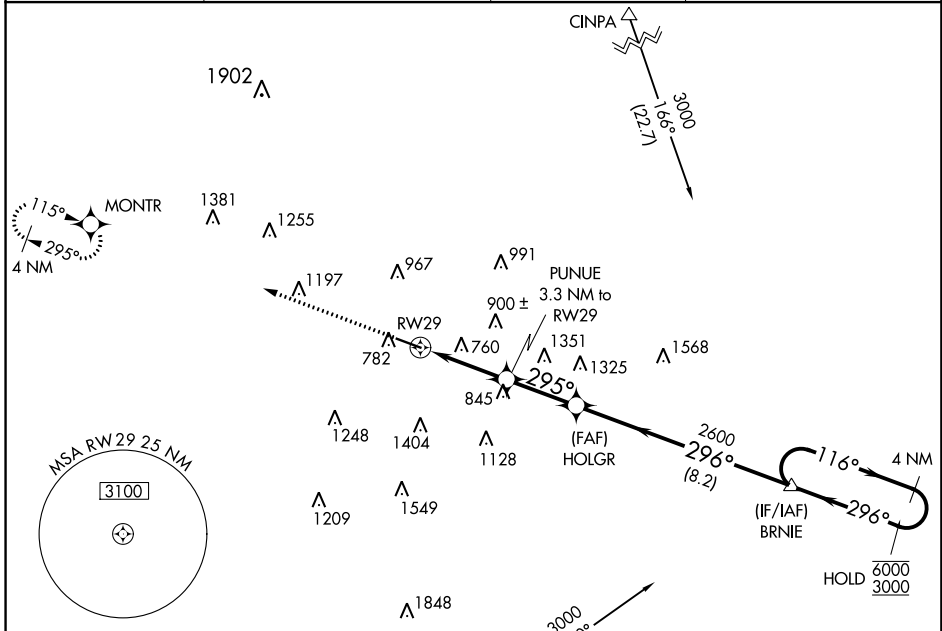 CINPA
3000
166°
(22.7)
1902
115°
MONTR
295°
4 NM
1381
1255
1197
967
991
PUNUE
3.3 NM to
RW29
900 ±
RW29
782
760
1351
1325
1568
295°
845
(FAF)
HOLGR
2600
296°
(8.2)
116°
4 NM
296°
(IF/IAF)
BRNIE
HOLD 6000
3000
1248
1404
1128
1209
1549
1848
MSA RW 29 25 NM
3100
3000